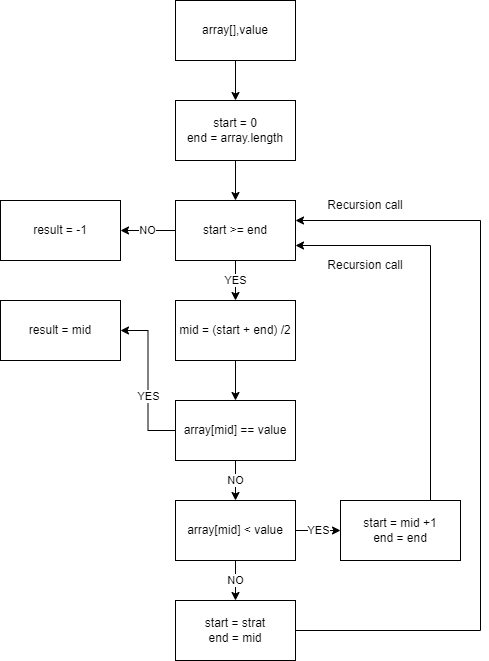 array[],value
start = 0
end = array.length
Recursion call
result = -1
NO
start >= end
Recursion call
YES
result = mid
mid = (start + end) /2
YES
array[mid] == value
NO
array[mid] < value
YES
start = mid +1
end = end
NO
start = strat
end = mid